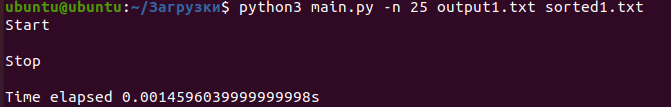 ubuntu@ubuntu:~/Загрузки$ python3 main.py -n 25 output1.txt sorted1.txt
Start
Stop
Time elapsed 0.0014596039999999998s